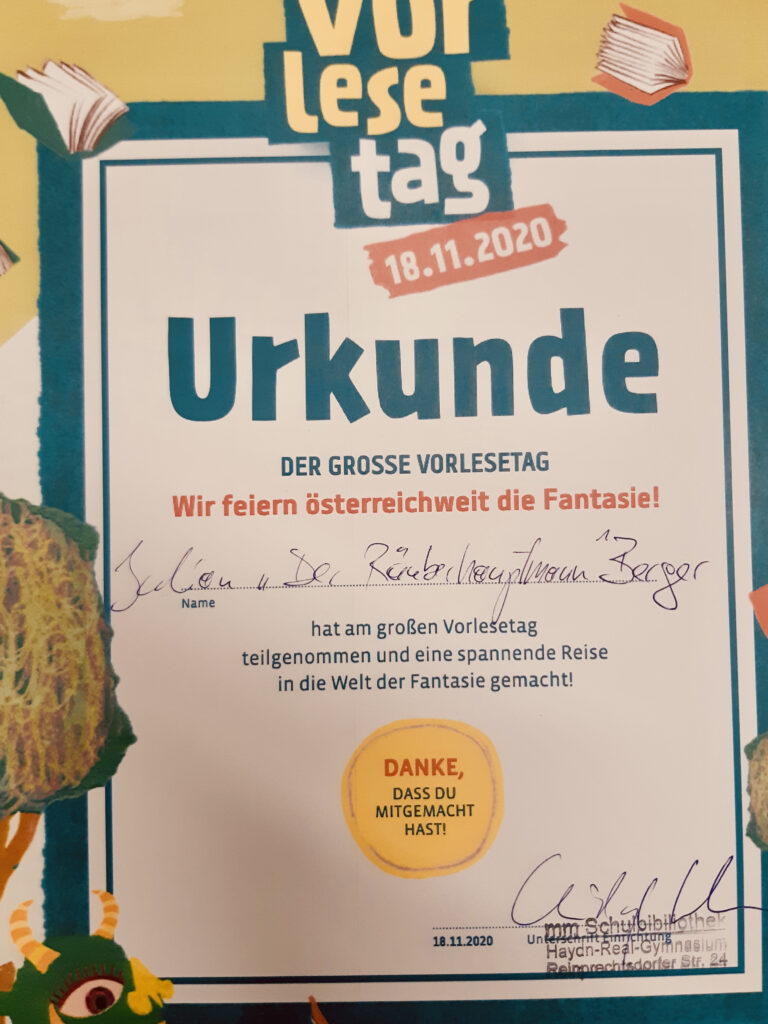 Vor
lese
tag
18.11.2020
Urkunde
DER GROSSE VORLESETAG
Wir feiern österreichweit die Fantasie!
Julian „Der Räuberhauptmann" Berger
Name
hat am großen Vorlesetag
teilgenommen und eine spannende Reise
in die Welt der Fantasie gemacht!
DANKE,
DASS DU
MITGEMACHT
HAST!
18.11.2020 Unterschrift Einrichtung
mm Schulbibliothek
Haydn-Real-Gymnasium
Reinprechtsdorfer Str. 24